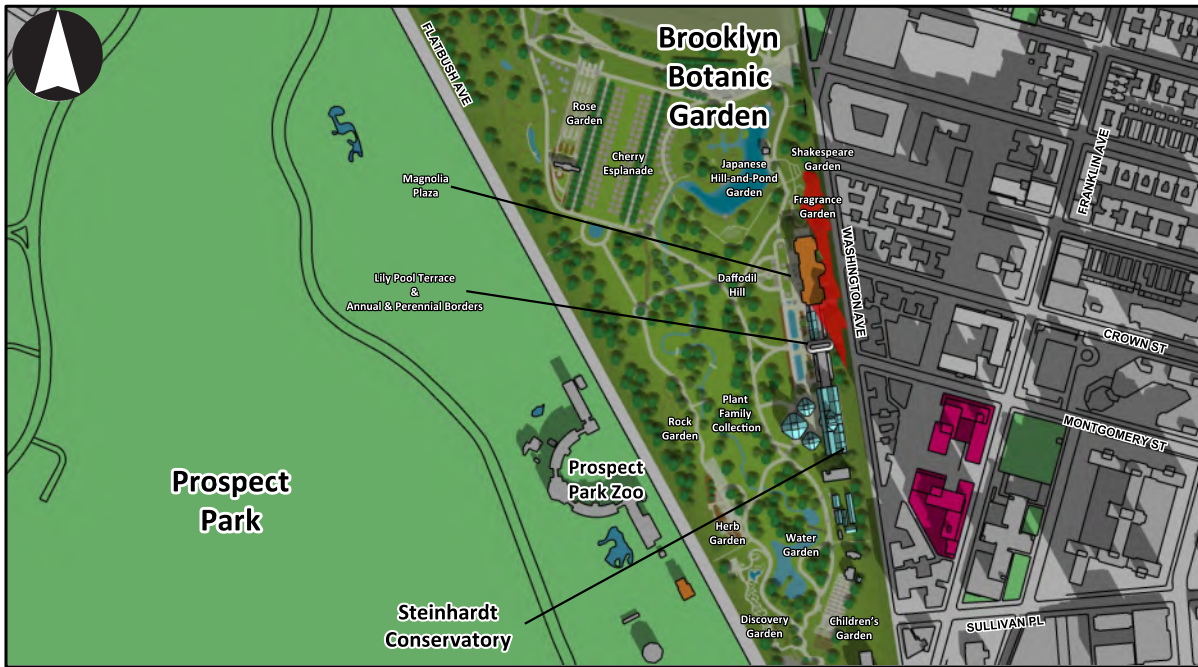 Brooklyn
Botanic
Garden
FLATBUSH AVE
Rose
Garden
Cherry
Esplanade
Japanese
Hill-and-Pond
Garden
Shakespeare
Garden
Fragrance
Garden
FRANKLIN AVE
Magnolia
Plaza
WASHINGTON AVE
Lily Pool Terrace
&
Annual & Perennial Borders
Daffodil
Hill
CROWN ST
Plant
Family
Collection
Rock
Garden
MONTGOMERY ST
Prospect
Park
Prospect
Park Zoo
Herb
Garden
Water
Garden
Steinhardt
Conservatory
Discovery
Garden
Children's
Garden
SULLIVAN PL